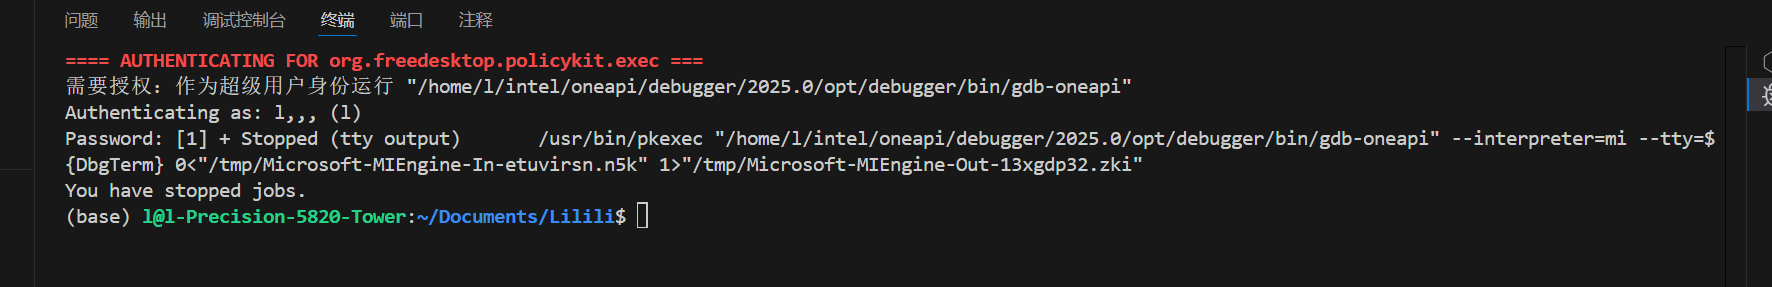 问题 输出 调试控制台 终端 端口 注释
==== AUTHENTICATING FOR org.freedesktop.policykit.exec ===
需要授权：作为超级用户身份运行 "/home/l/intel/oneapi/debugger/2025.0/opt/debugger/bin/gdb-oneapi"
Authenticating as: l,,, (l)
Password: [1] + Stopped (tty output)       /usr/bin/pkexec "/home/l/intel/oneapi/debugger/2025.0/opt/debugger/bin/gdb-oneapi" --interpreter=mi --tty=$
{DbgTerm} 0<"/tmp/Microsoft-MIEngine-In-etuvirsn.n5k" 1>"/tmp/Microsoft-MIEngine-Out-13xgdp32.zki"
You have stopped jobs.
(base) l@l-Precision-5820-Tower:~/Documents/Lilili$